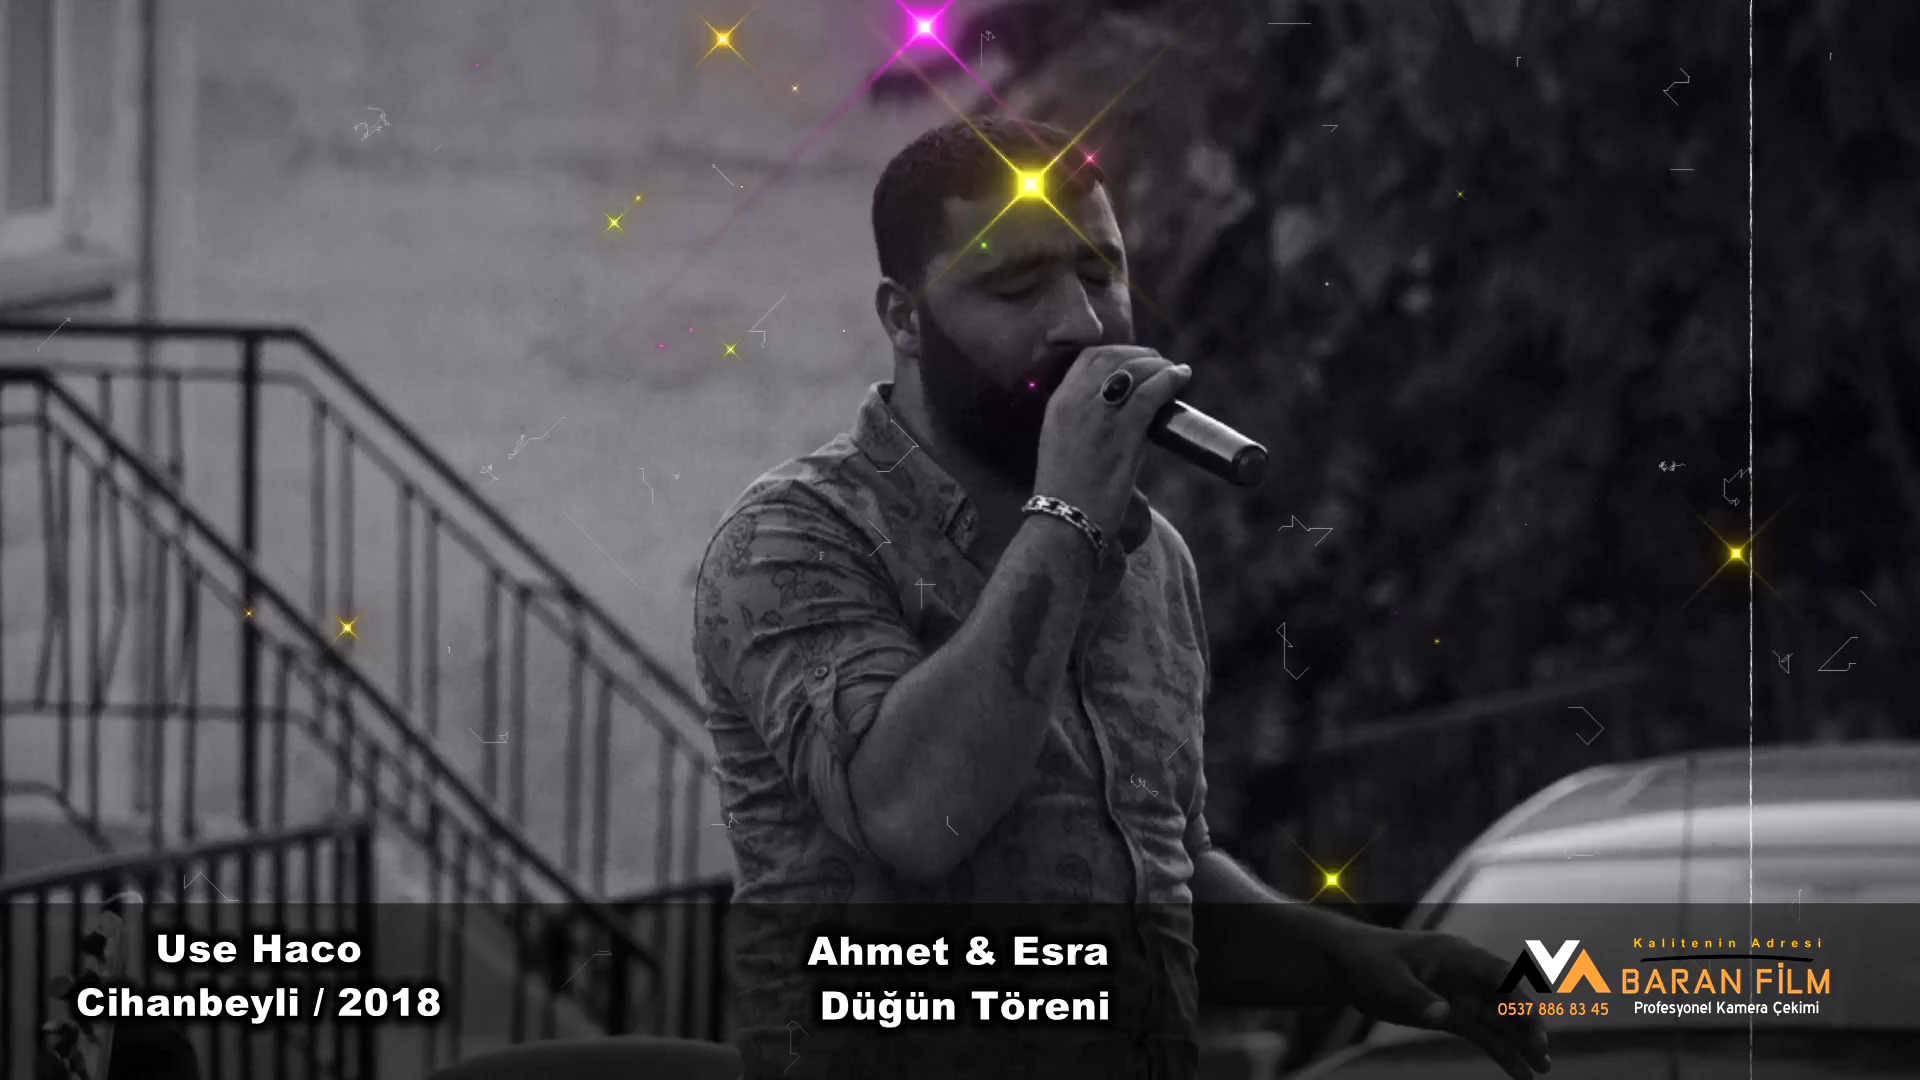 Use Haco
Cihanbeyli / 2018
Ahmet & Esra
Düğün Töreni
Kalitenin Adresi
BARAN FİLM
0537 886 83 45
Profesyonel Kamera Çekimi